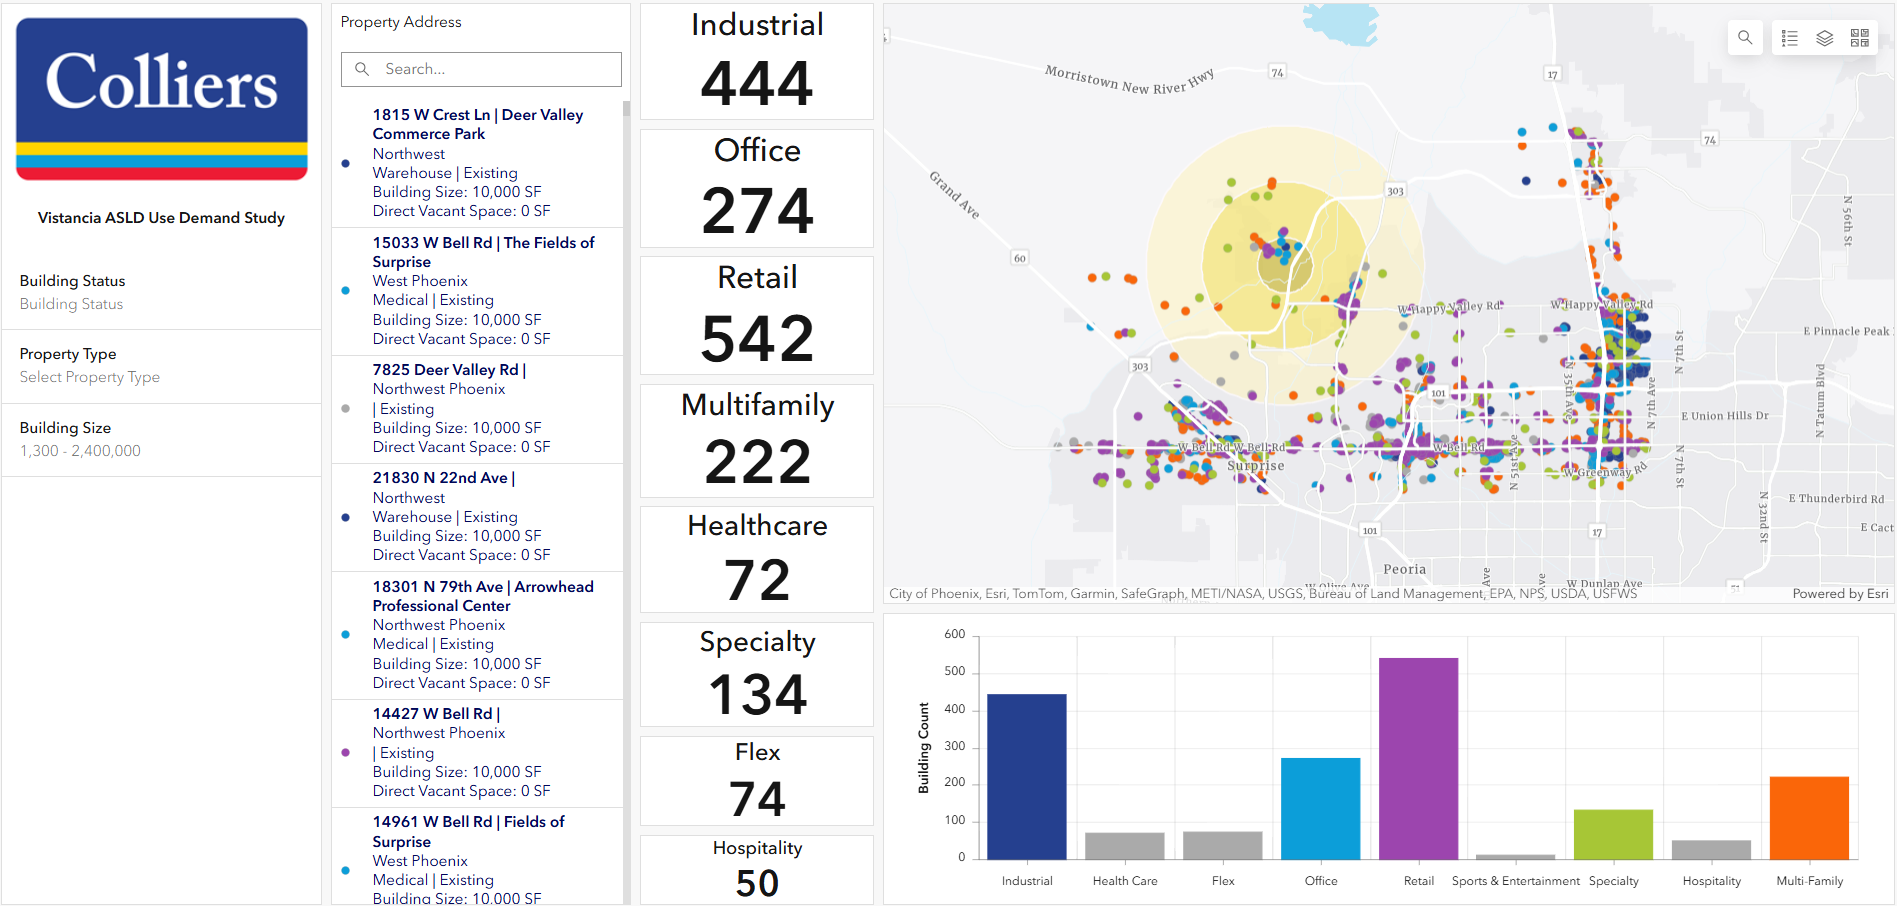 Colliers
Vistancia ASLD Use Demand Study
Building Status
Building Status
Property Type
Select Property Type
Building Size
1,300 - 2,400,000
Property Address
Search...
1815 W Crest Ln | Deer Valley
Commerce Park
Northwest
Warehouse | Existing
Building Size: 10,000 SF
Direct Vacant Space: 0 SF
15033 W Bell Rd | The Fields of
Surprise
West Phoenix
Medical | Existing
Building Size: 10,000 SF
Direct Vacant Space: 0 SF
7825 Deer Valley Rd |
Northwest Phoenix
| Existing
Building Size: 10,000 SF
Direct Vacant Space: 0 SF
21830 N 22nd Ave |
Northwest
Warehouse | Existing
Building Size: 10,000 SF
Direct Vacant Space: 0 SF
18301 N 79th Ave | Arrowhead
Professional Center
Northwest Phoenix
Medical | Existing
Building Size: 10,000 SF
Direct Vacant Space: 0 SF
14427 W Bell Rd |
Northwest Phoenix
| Existing
Building Size: 10,000 SF
Direct Vacant Space: 0 SF
14961 W Bell Rd | Fields of
Surprise
West Phoenix
Medical | Existing
Building Size: 10,000 SF
Industrial
444
Office
274
Retail
542
Multifamily
222
Healthcare
72
Specialty
134
Flex
74
Hospitality
50
Morristown New River Hwy
74
17
74
Grand Ave
303
N 56th St
60
W Happy Valley Rd
W Happy Valley Rd
E Pinnacle Peak
N 7th St
303
N 35th Ave
N 7th Ave
101
N Tatum Blvd
E Union Hills Dr
W Bell Rd
W Bell Rd
W Bell Rd
N 51st Ave
N 7th St
Surprise
W Greenway Rd
E Thunderbird Rd
N 32nd St
101
17
E Cact
Peoria
W Olive Ave
Ave
Ave
W Dunlap Ave
51
City of Phoenix, Esri, TomTom, Garmin, SafeGraph, METI/NASA, USGS, Bureau of Land Management, EPA, NPS, USDA, USFWS
Powered by Esri
Building Count
600
500
400
300
200
100
0
Industrial
Health Care
Flex
Office
Retail
Sports & Entertainment
Specialty
Hospitality
Multi-Family